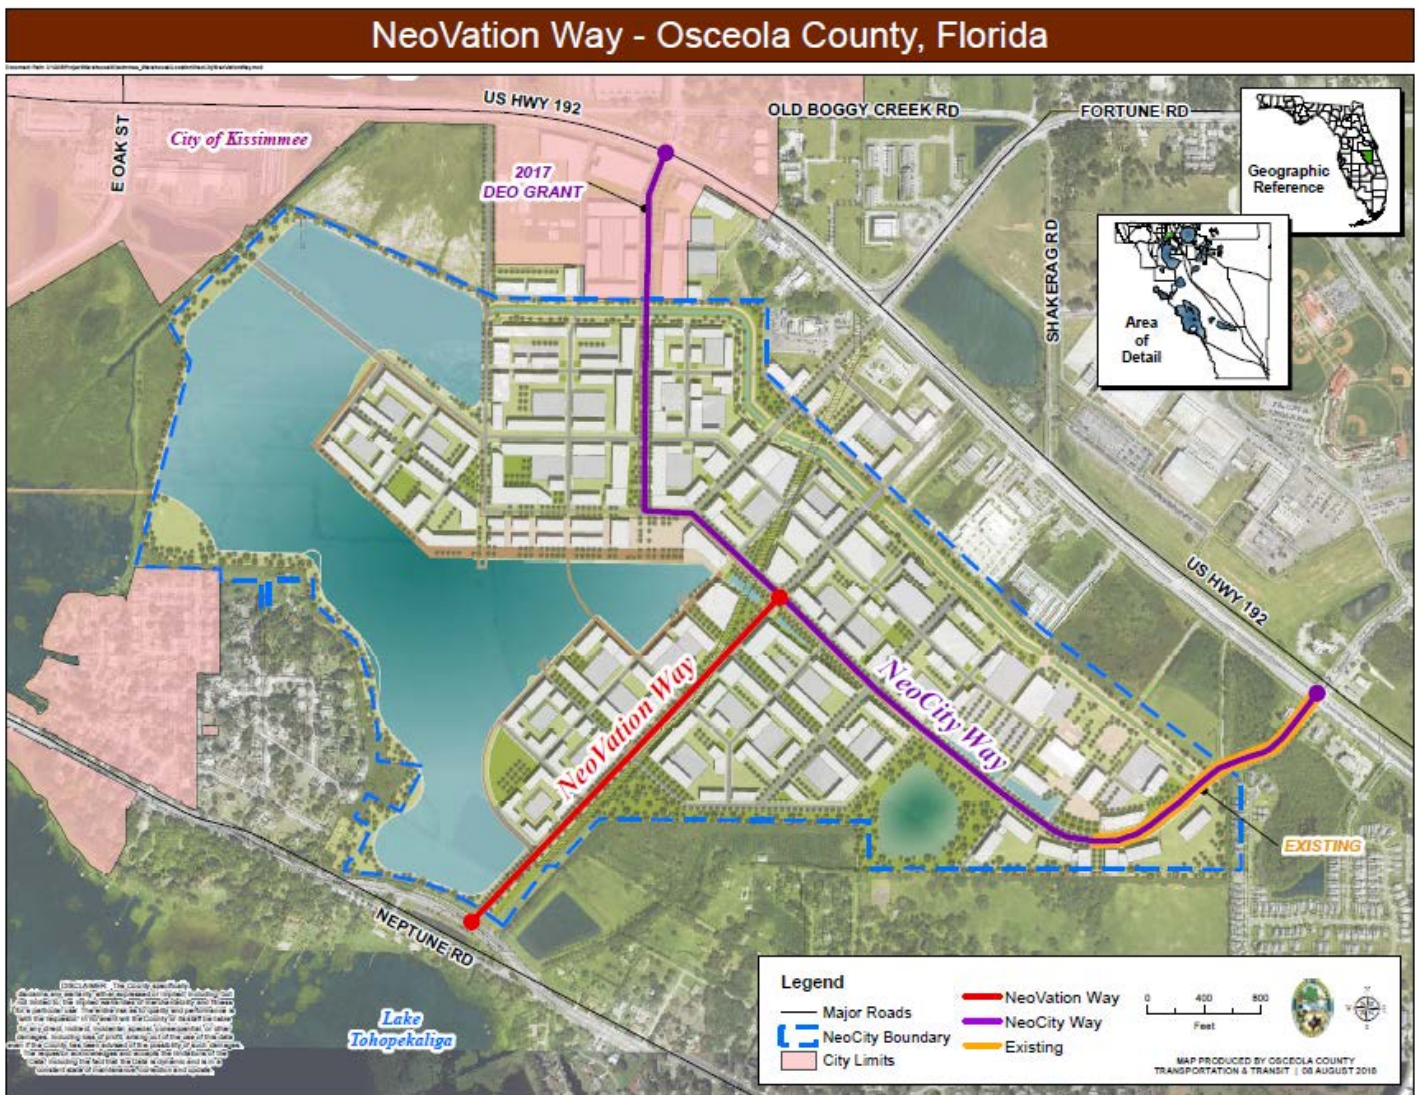 NeoVation Way - Osceola County, Florida
US HWY 192
OLD BOGGY CREEK RD
FORTUNE RD
E OAK ST
City of Kissimmee
2017
DEO GRANT
Geographic
Reference
SHAKERAG RD
Area
of
Detail
US HWY 192
NeoVation Way
NeoCity Way
EXISTING
NEPTUNE RD
Lake
Tohopekaliga
Legend
Major Roads
NeoCity Boundary
City Limits
NeoVation Way
NeoCity Way
Existing
0 400 800
Feet
MAP PRODUCED BY OSCEOLA COUNTY
TRANSPORTATION & TRANSIT | 08 AUGUST 2018